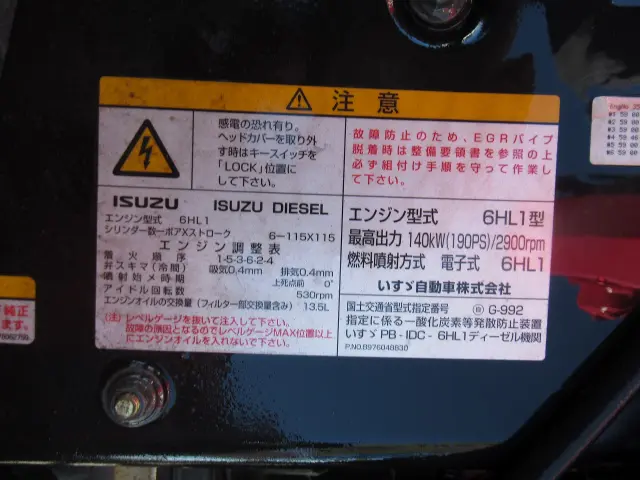 注意
感電の恐れ有り。
ヘッドカバーを取り外
す時はキースイッチを
「LOCK」位置に
して下さい。
故障防止のため、EGRパイプ
脱着時は整備要領書を参照の上
必ず組付け手順を守って作業し
て下さい。
ISUZU ISUZU DIESEL
エンジン型式 6HL1
シリンダ数ーボアXストローク 6－115X115
エンジン調整表
着火順序 1-5-3-6-2-4
弁スキマ(冷間) 吸気0.4mm 排気0.4mm
噴射始メ時期 上死点前 0°
アイドル回転数 530rpm
エンジンオイルの交換量(フィルター部交換量含み) 13.5L
(注)レベルゲージを抜いて注入して下さい。
故障の原因となるのでレベルゲージMAX位置以上
にエンジンオイルを入れないで下さい。
エンジン型式 6HL1型
最高出力 140kW(190PS)/2900rpm
燃料噴射方式 電子式 6HL1
いすゞ自動車株式会社
国土交通省型式指定番号 Ⓑ G-992
指定に係る一酸化炭素等発散防止装置
いすゞPB-IDC-6HL1ディーゼル機関
P.NO.8976048830
純正
ます。